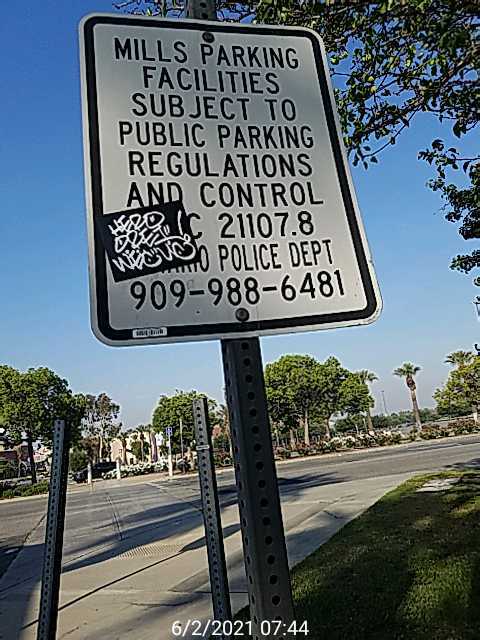 MILLS PARKING
FACILITIES
SUBJECT TO
PUBLIC PARKING
REGULATIONS
AND CONTROL
C 21107.8
RIO POLICE DEPT
909-988-6481
6/2/2021 07:44